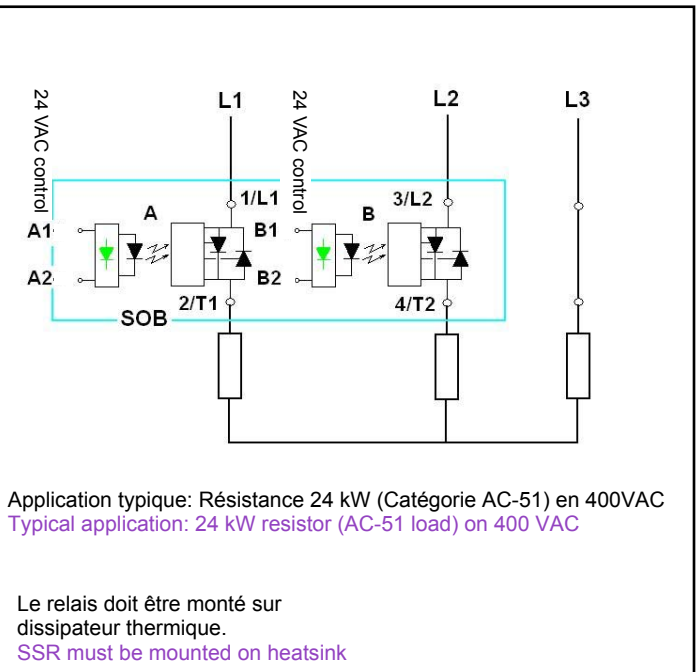 24 VAC control
L1
24 VAC control
L2
L3
1/L1
3/L2
A
B
A1
B1
A2
B2
2/T1
4/T2
SOB
Application typique: Résistance 24 kW (Catégorie AC-51) en 400VAC
Typical application: 24 kW resistor (AC-51 load) on 400 VAC
Le relais doit être monté sur
dissipateur thermique.
SSR must be mounted on heatsink